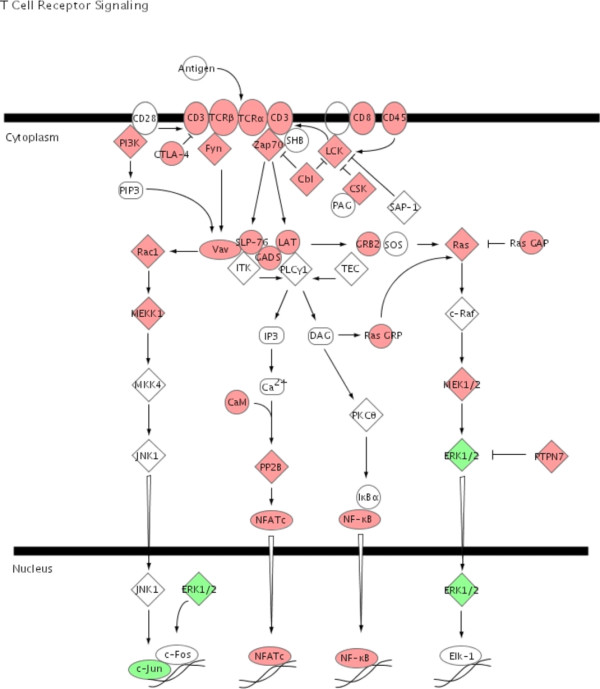 T Cell Receptor Signaling
Antigen
CD28 CD3 TCRβ TCRα CD3 CD8 CD45
Cytoplasm
PI3K CTLA-4 Fyn Zap70 SHB LCK
Cbl CSK
PIP3 PAG SAP-1
Rac1 Vav SLP-76 LAT GRB2 SOS Ras Ras GAP
GADS
ITK PLCγ1 TEC
MEKK1 c-Raf
IP3 DAG Ras GRP
MKK4 Ca2+ MEK1/2
CaM PKCθ
JNK1 PP2B ERK1/2 PTPN7
IκBα
NFATc NF-κB
Nucleus
JNK1 ERK1/2 ERK1/2
c-Fos NFATc NF-κB Elk-1
c-Jun